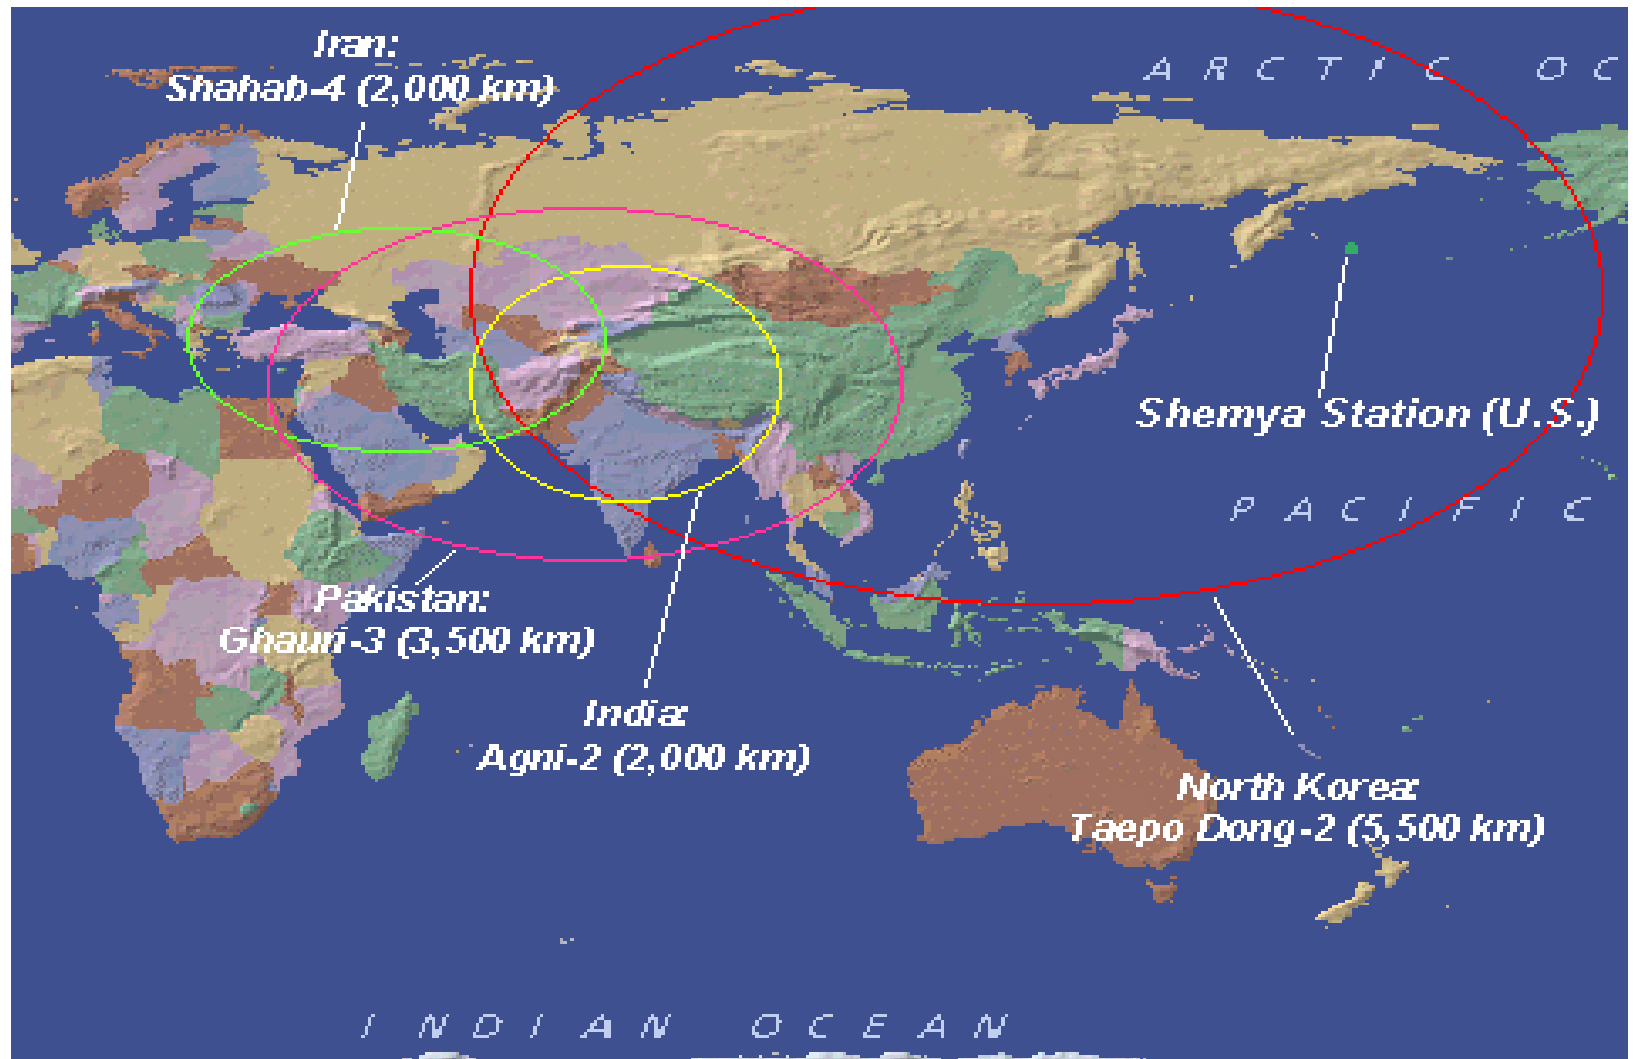 Iran:
Shahab-4 (2,000 km)
ARCTIC OC
Shemya Station (U.S.)
PACIFIC
Pakistan:
Ghauri-3 (3,500 km)
India:
Agni-2 (2,000 km)
North Korea:
Taepo Dong-2 (5,500 km)
INDIAN OCEAN